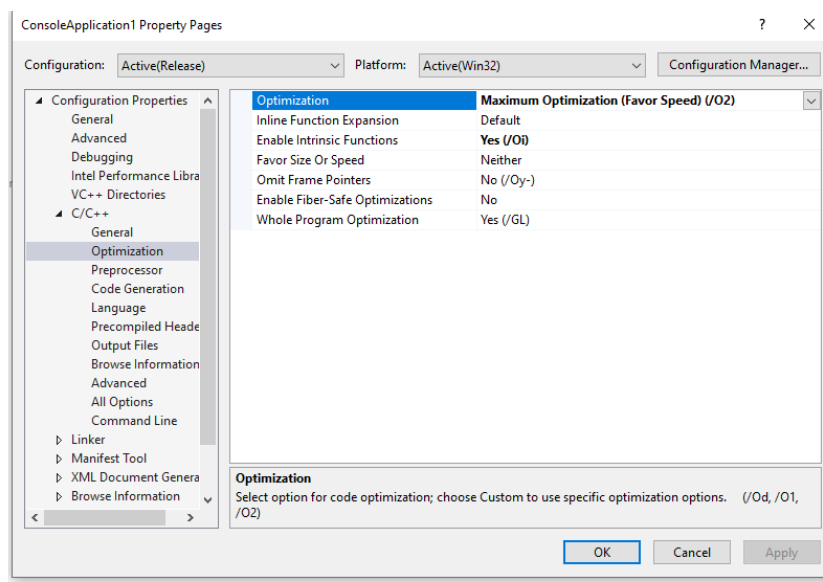 ConsoleApplication1 Property Pages
Configuration: Active(Release) Platform: Active(Win32) Configuration Manager...
Configuration Properties
General
Advanced
Debugging
Intel Performance Libra
VC++ Directories
C/C++
General
Optimization
Preprocessor
Code Generation
Language
Precompiled Heade
Output Files
Browse Information
Advanced
All Options
Command Line
Linker
Manifest Tool
XML Document Genera
Browse Information
Optimization Maximum Optimization (Favor Speed) (/O2)
Inline Function Expansion Default
Enable Intrinsic Functions Yes (/Oi)
Favor Size Or Speed Neither
Omit Frame Pointers No (/Oy-)
Enable Fiber-Safe Optimizations No
Whole Program Optimization Yes (/GL)
Optimization
Select option for code optimization; choose Custom to use specific optimization options. (/Od, /O1,
/O2)
OK Cancel Apply